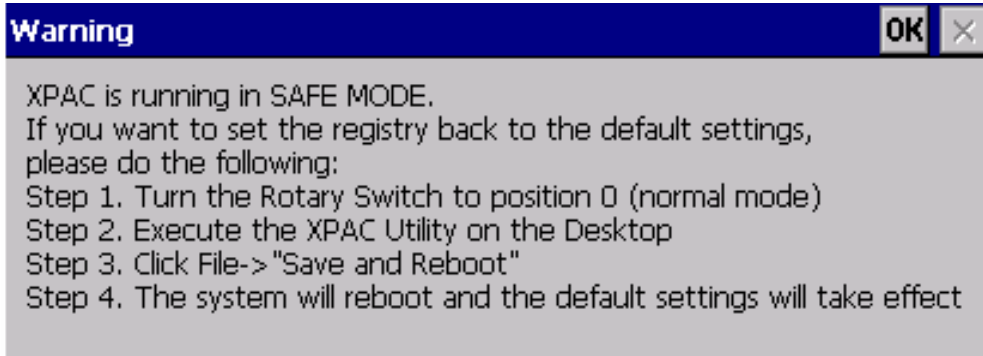 Warning
OK
XPAC is running in SAFE MODE.
If you want to set the registry back to the default settings,
please do the following:
Step 1. Turn the Rotary Switch to position 0 (normal mode)
Step 2. Execute the XPAC Utility on the Desktop
Step 3. Click File->"Save and Reboot"
Step 4. The system will reboot and the default settings will take effect